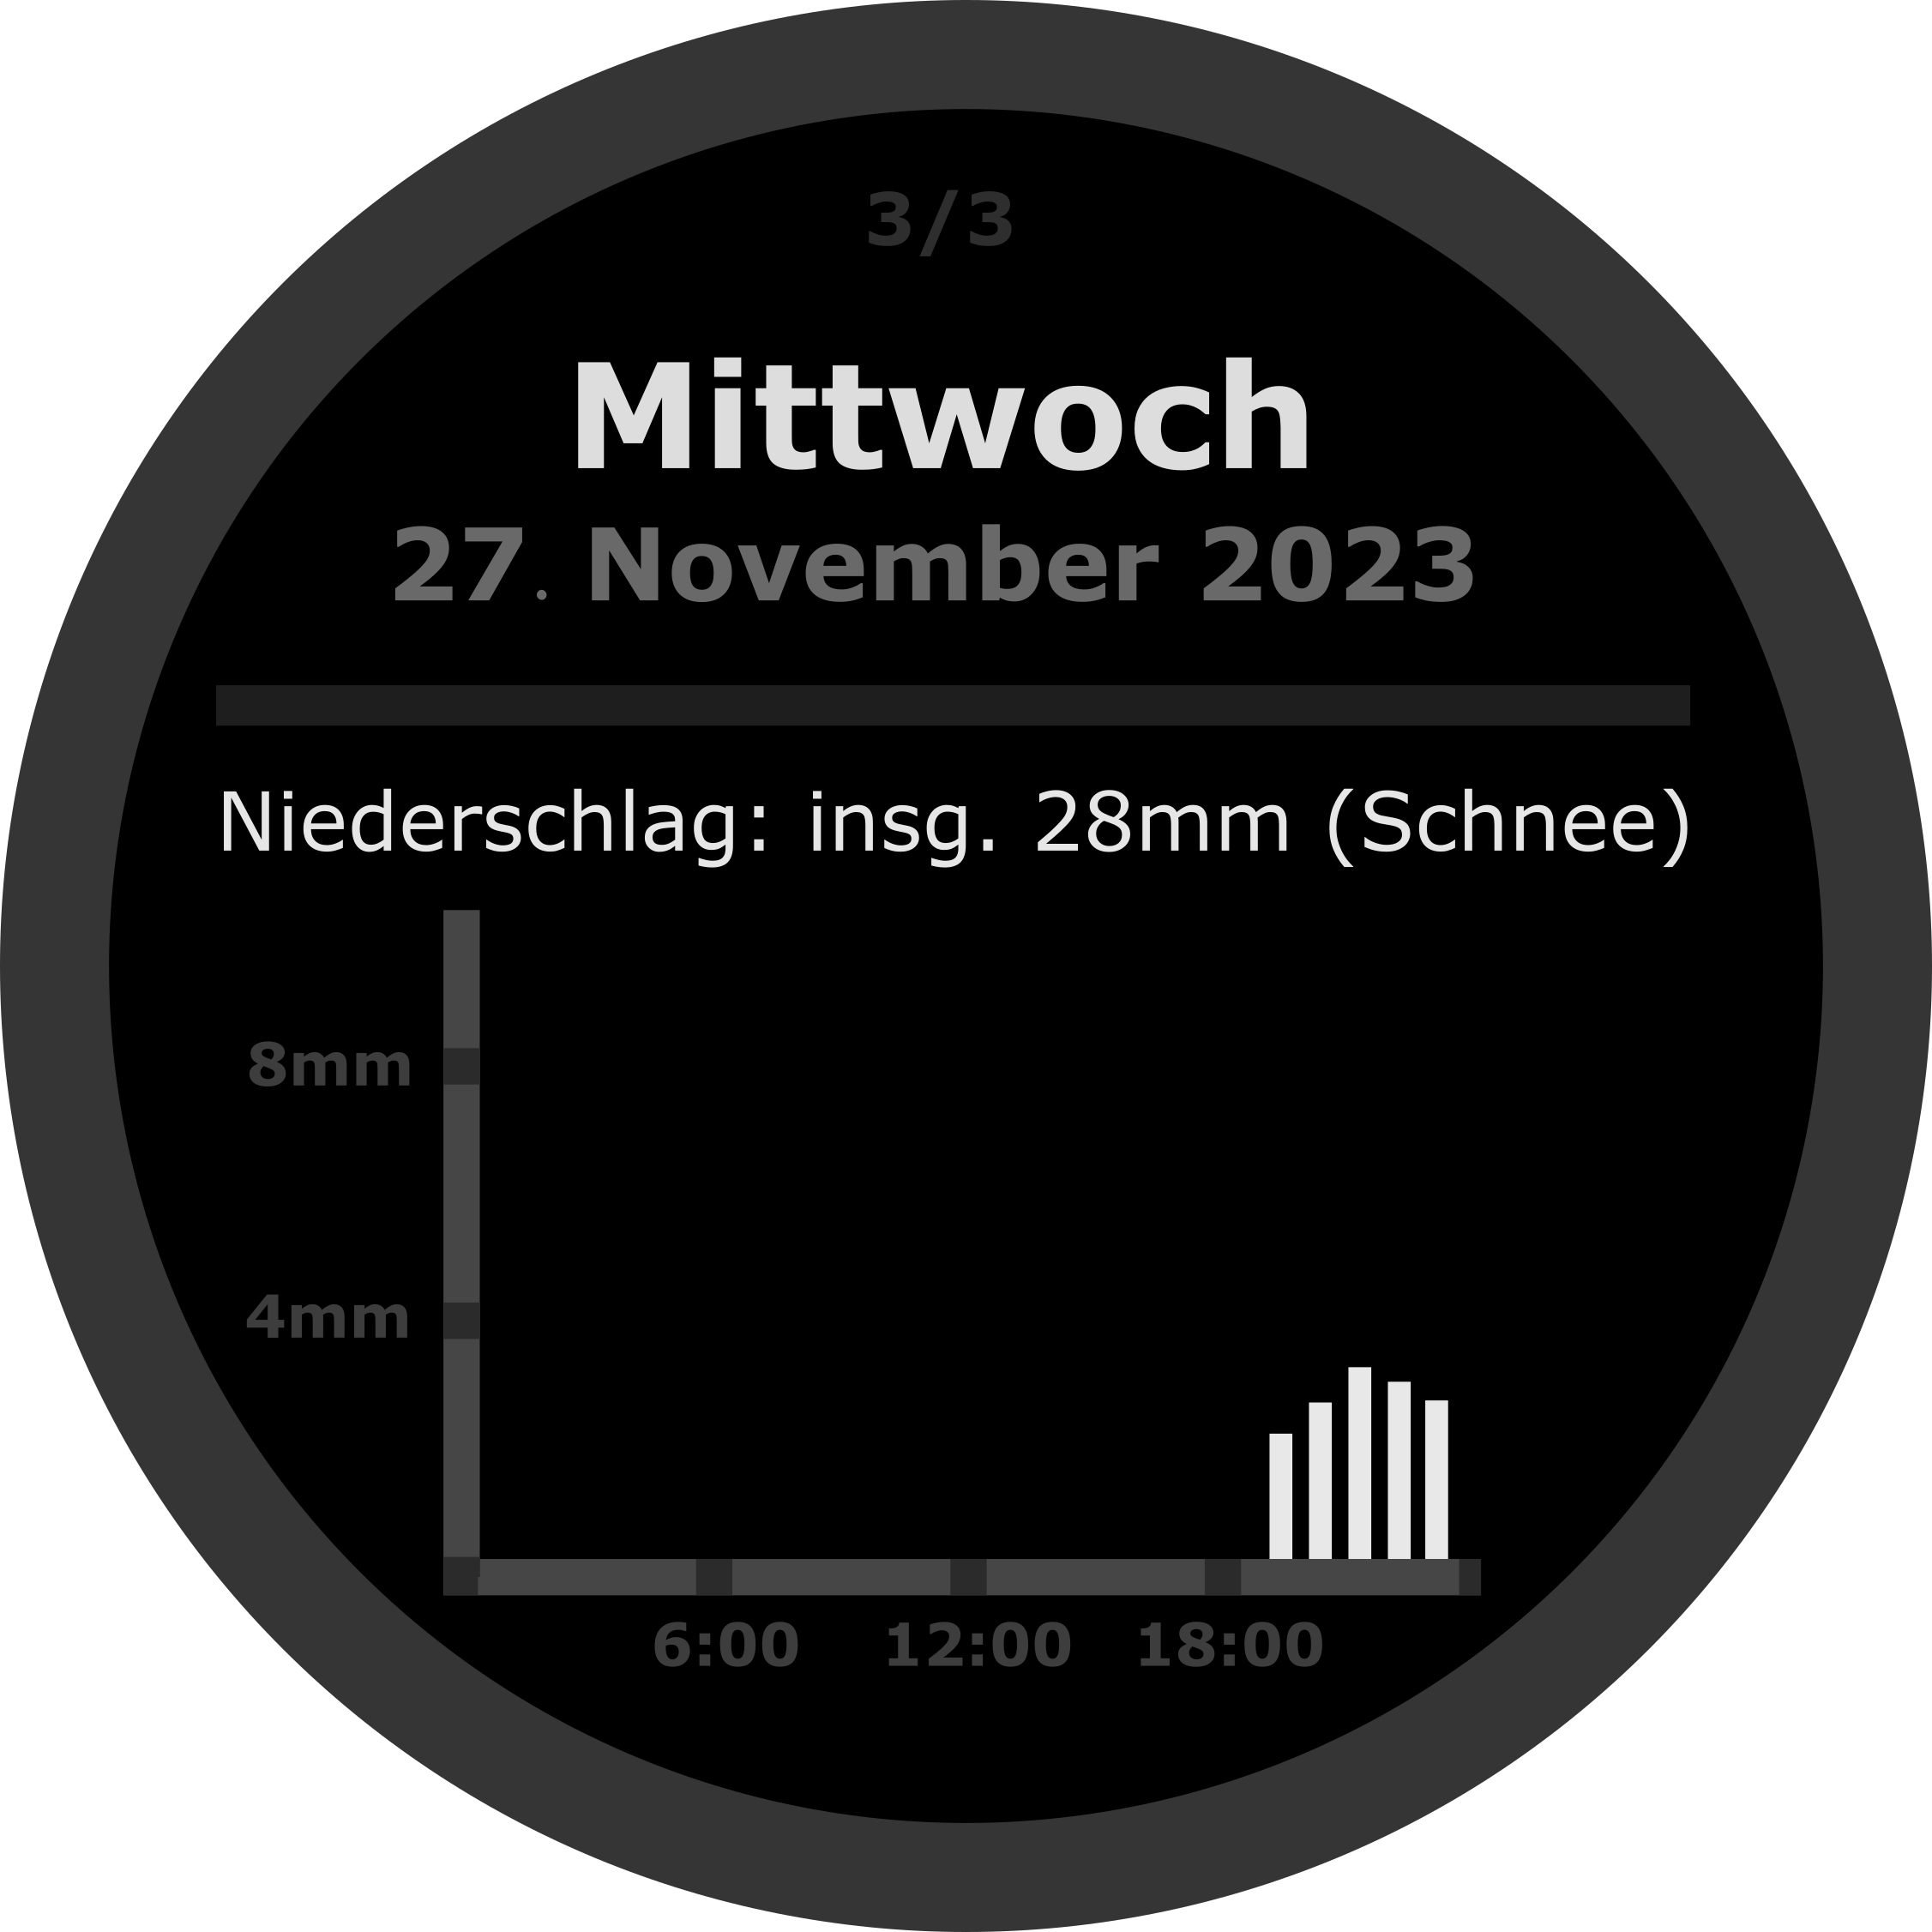 3/3
Mittwoch
27. November 2023
Niederschlag: insg. 28mm (Schnee)
8mm
4mm
6:00 12:00 18:00